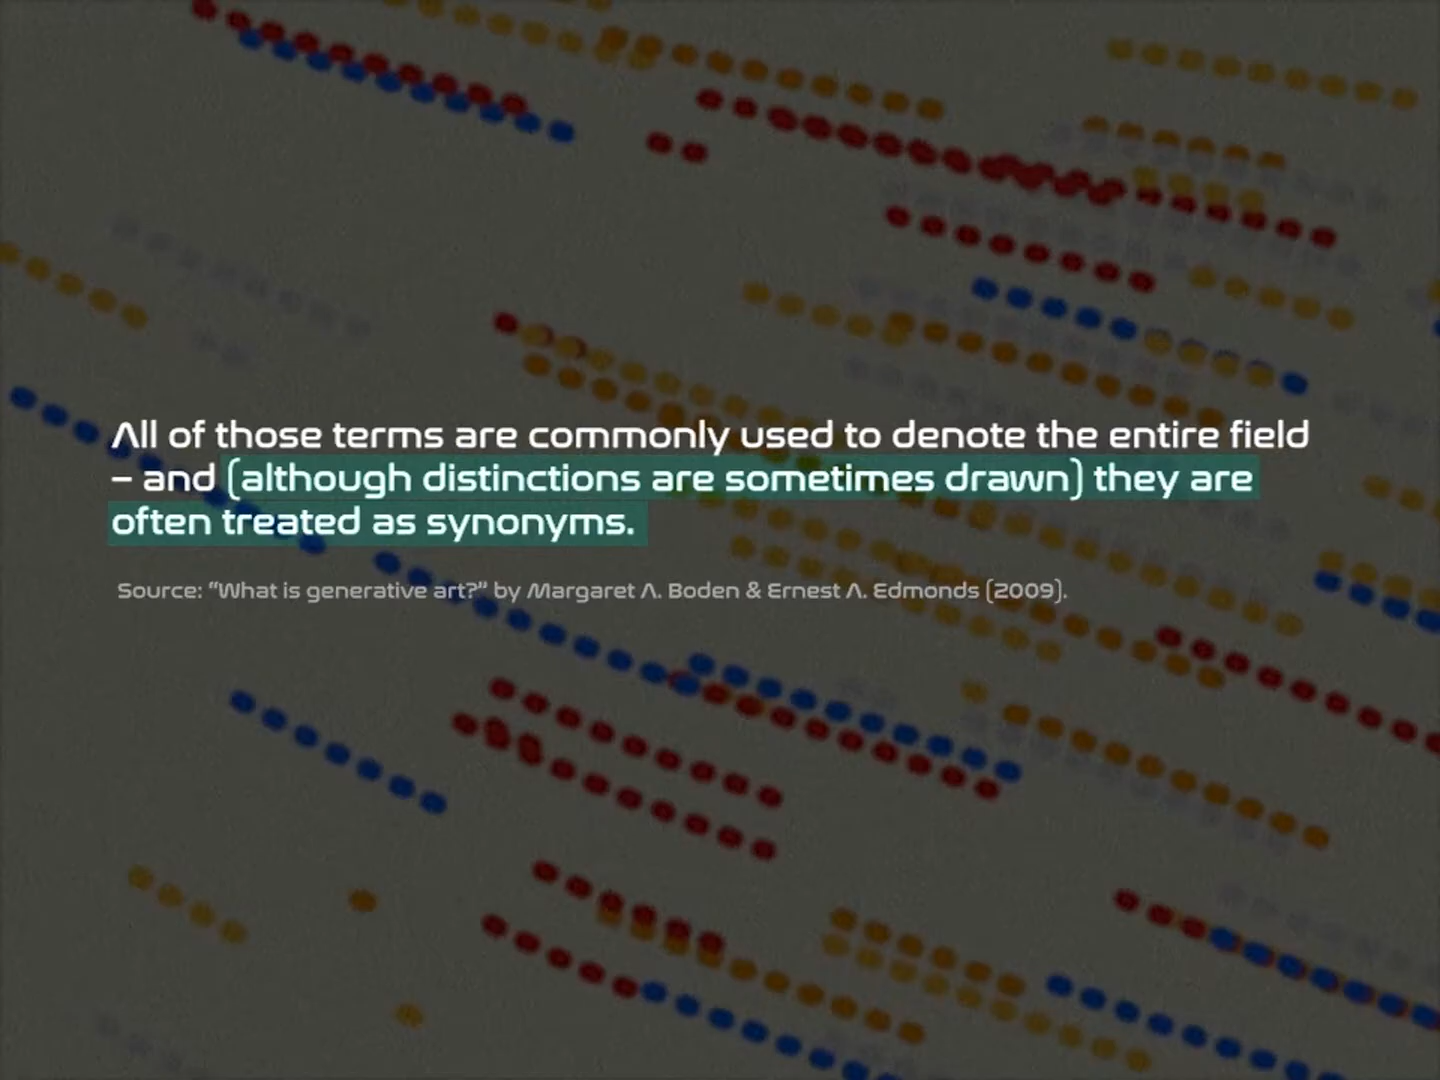 All of those terms are commonly used to denote the entire field
– and (although distinctions are sometimes drawn) they are
often treated as synonyms.
Source: “What is generative art?” by Margaret A. Boden & Ernest A. Edmonds (2009).